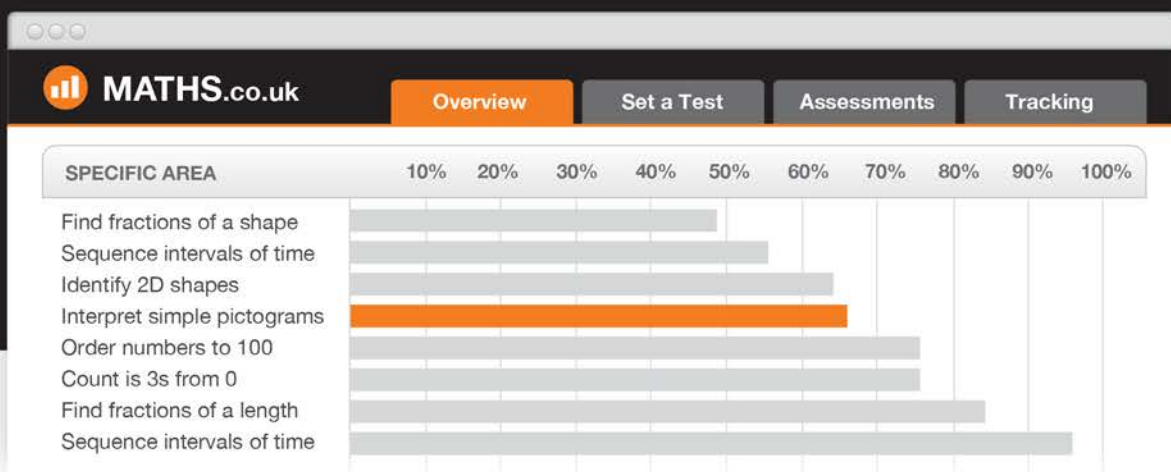 MATHS.co.uk
Overview Set a Test Assessments Tracking
SPECIFIC AREA 10% 20% 30% 40% 50% 60% 70% 80% 90% 100%
Find fractions of a shape
Sequence intervals of time
Identify 2D shapes
Interpret simple pictograms
Order numbers to 100
Count is 3s from 0
Find fractions of a length
Sequence intervals of time